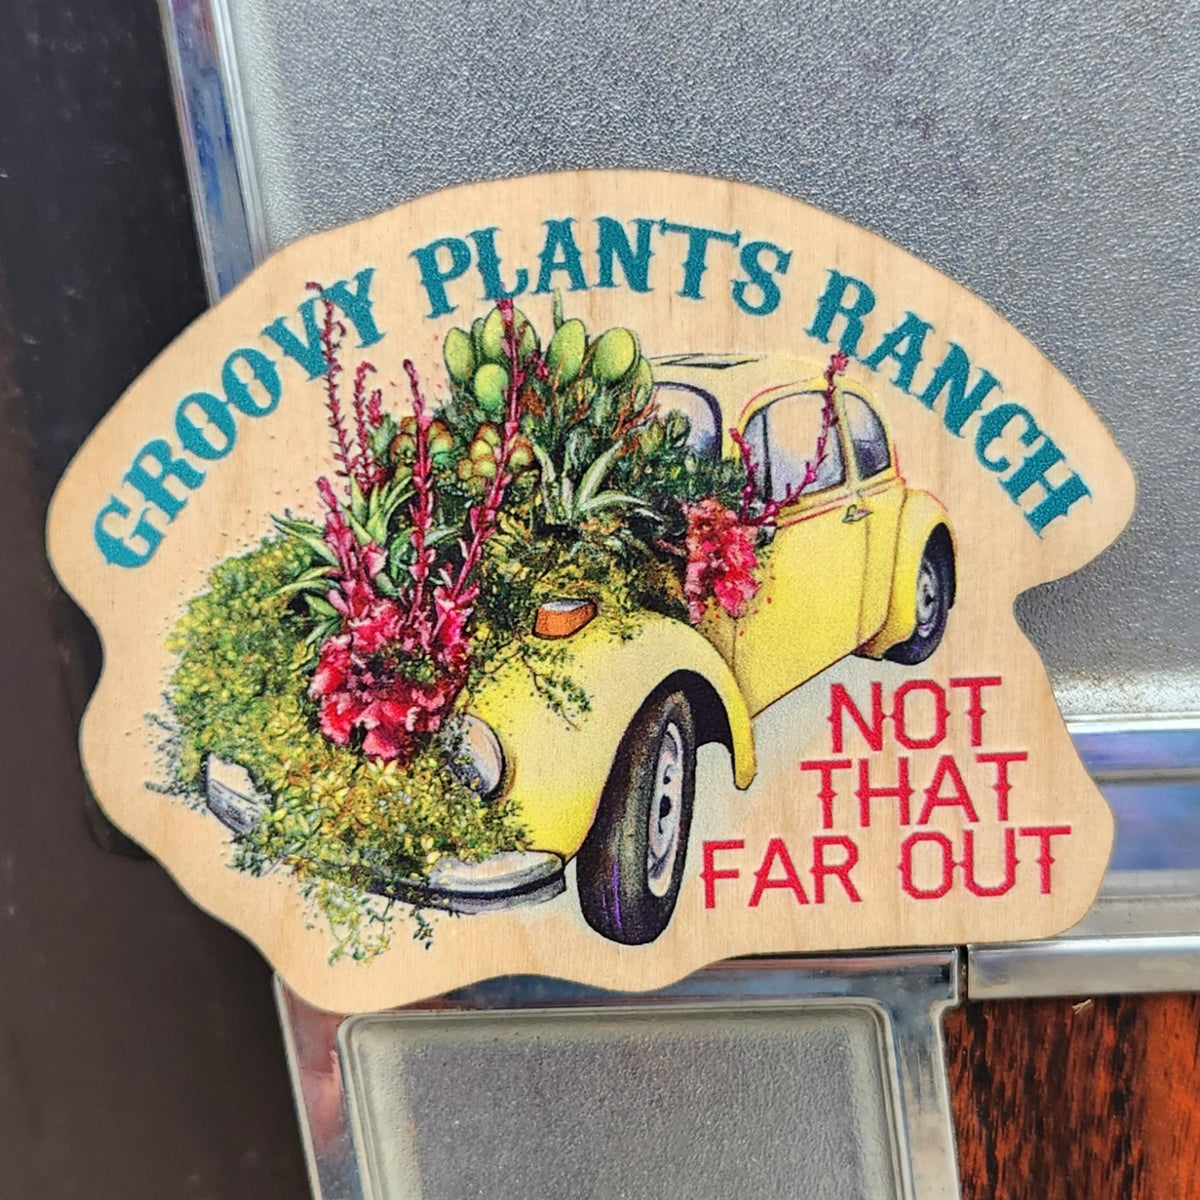 GROOVY PLANTS RANCH
NOT
THAT
FAR OUT